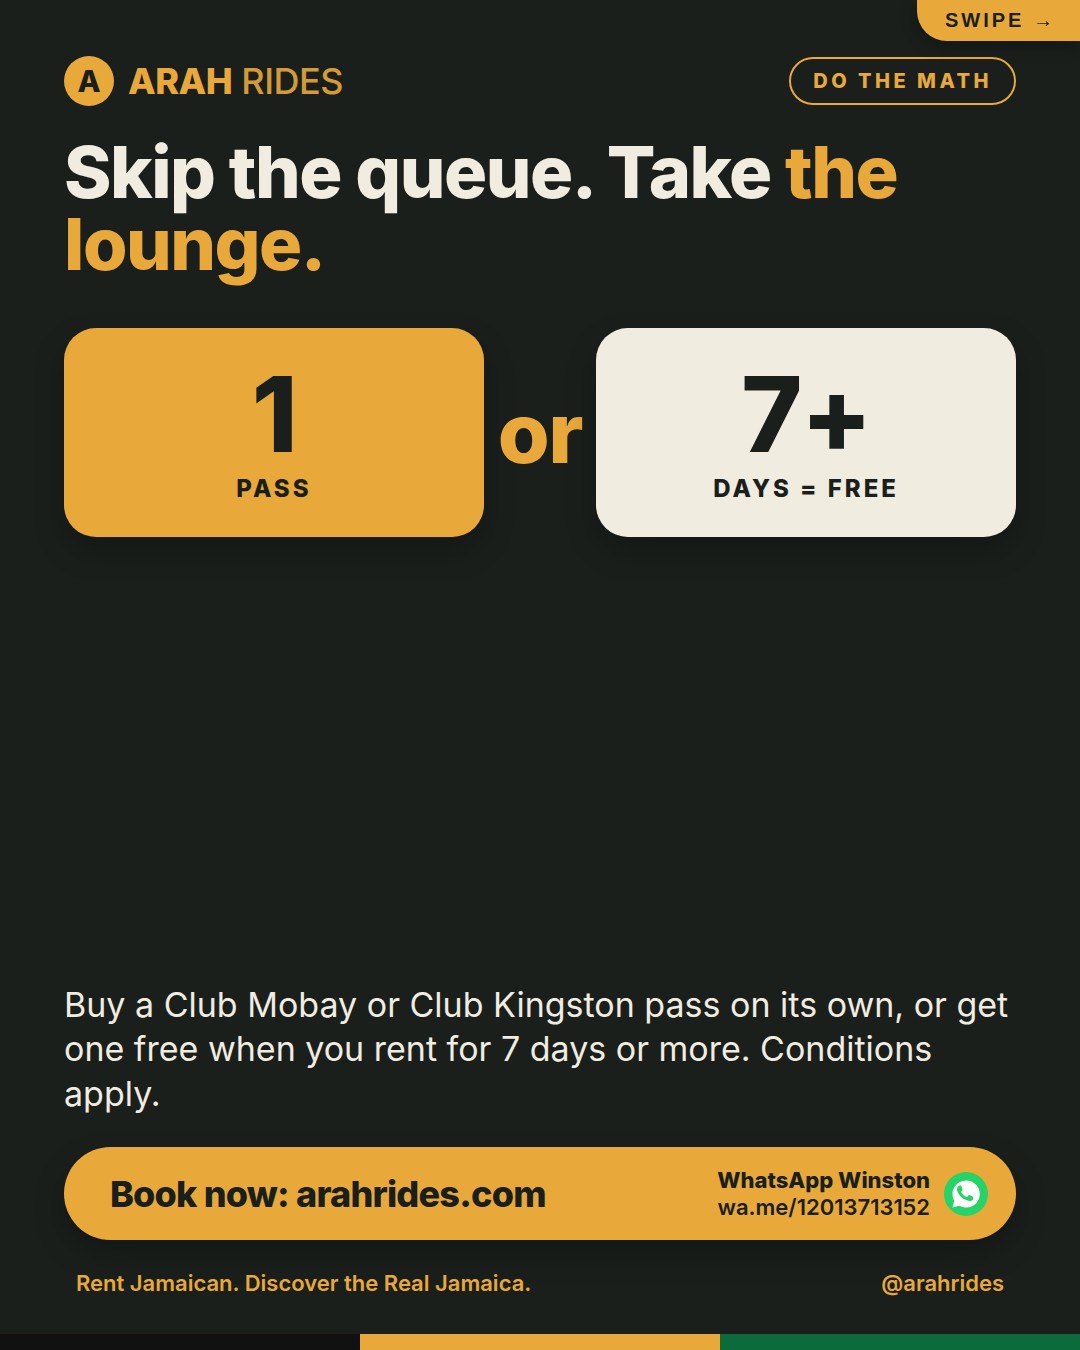 SWIPE →
A ARAH RIDES
DO THE MATH
Skip the queue. Take the
lounge.
1
PASS
or
7+
DAYS = FREE
Buy a Club Mobay or Club Kingston pass on its own, or get
one free when you rent for 7 days or more. Conditions
apply.
Book now: arahrides.com
WhatsApp Winston
wa.me/12013713152
Rent Jamaican. Discover the Real Jamaica.
@arahrides